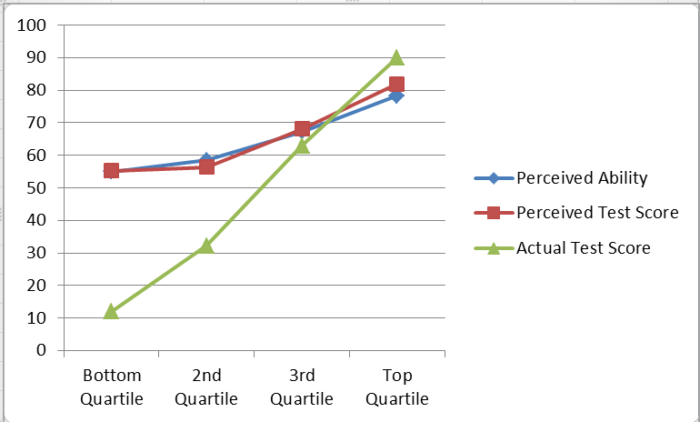 100
90
80
70
60
50
40
30
20
10
0
Bottom Quartile
2nd Quartile
3rd Quartile
Top Quartile
Perceived Ability
Perceived Test Score
Actual Test Score